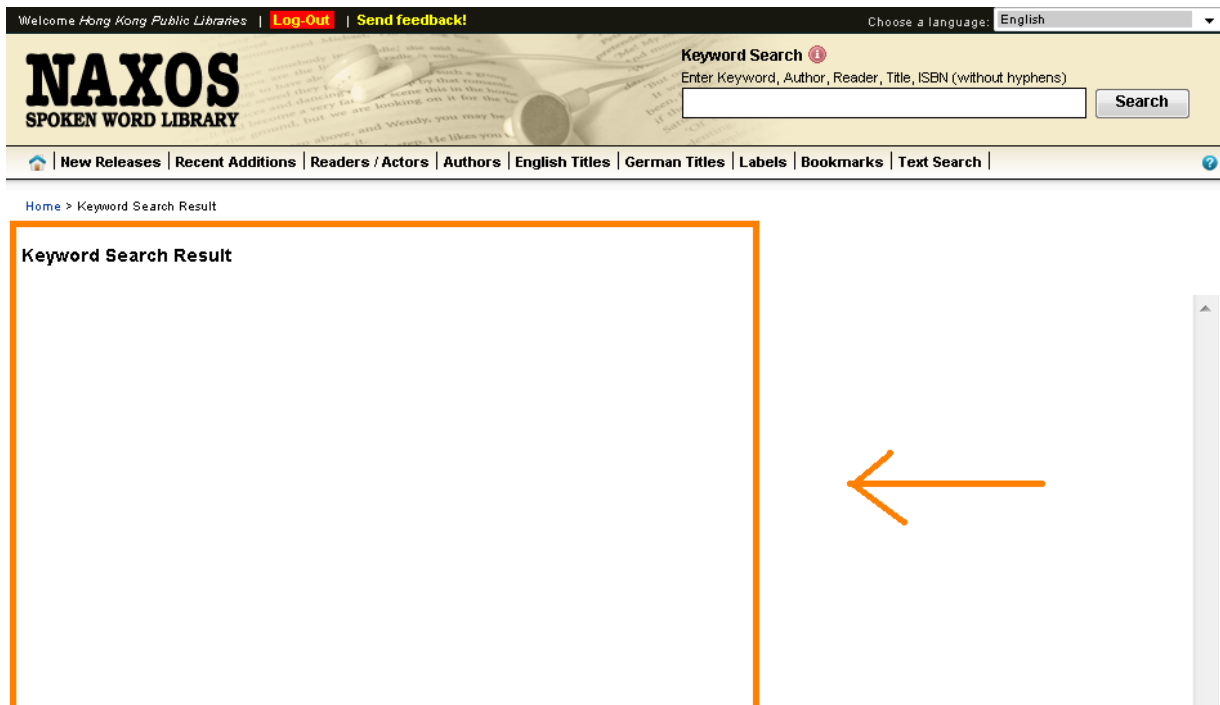 Welcome Hong Kong Public Libraries | Log-Out | Send feedback!
Choose a language: English
NAXOS
SPOKEN WORD LIBRARY
Keyword Search
Enter Keyword, Author, Reader, Title, ISBN (without hyphens)
Search
New Releases | Recent Additions | Readers / Actors | Authors | English Titles | German Titles | Labels | Bookmarks | Text Search |
Home > Keyword Search Result
Keyword Search Result